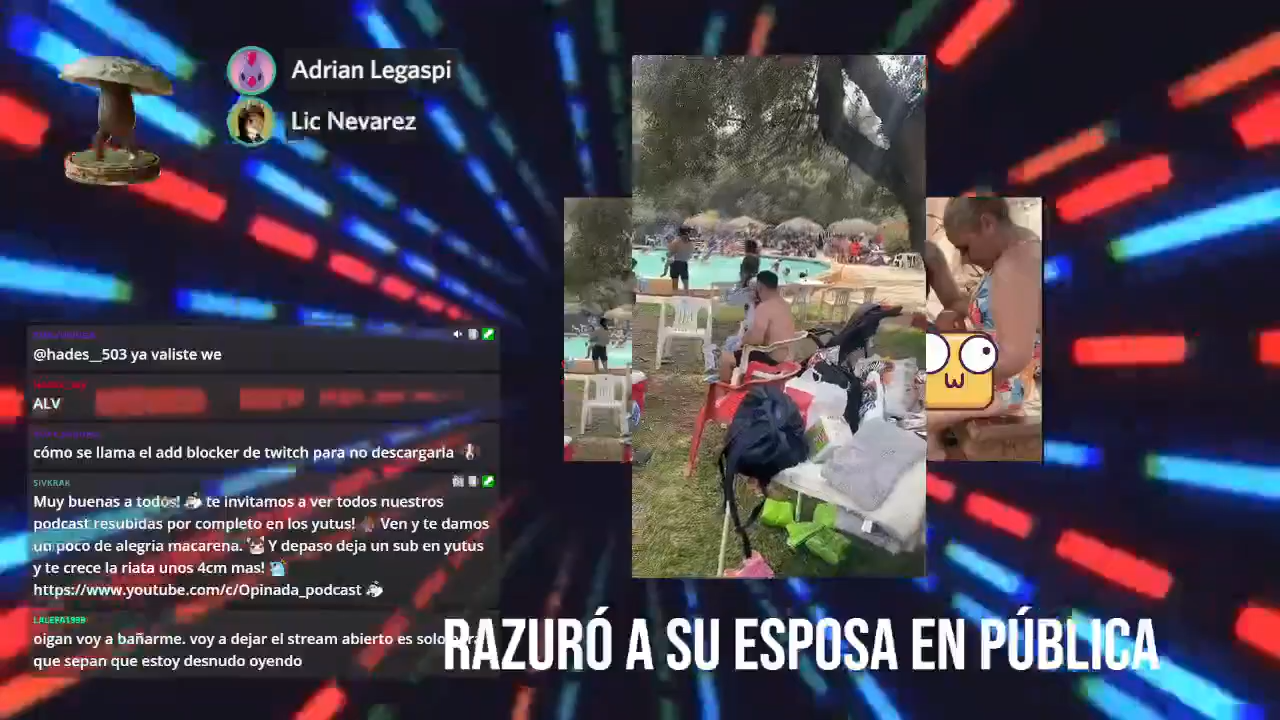 Adrian Legaspi
Lic Nevarez
@hades__503 ya valiste we
ALV
cómo se llama el add blocker de twitch para no descargarla
SIVKRAK
Muy buenas a todos! te invitamos a ver todos nuestros
podcast resubidas por completo en los yutus! Ven y te damos
un poco de alegria macarena. Y depaso deja un sub en yutus
y te crece la riata unos 4cm mas!
https://www.youtube.com/c/Opinada_podcast
oigan voy a bañarme. voy a dejar el stream abierto es solo
que sepan que estoy desnudo oyendo
RAZURÓ A SU ESPOSA EN PÚBLICA